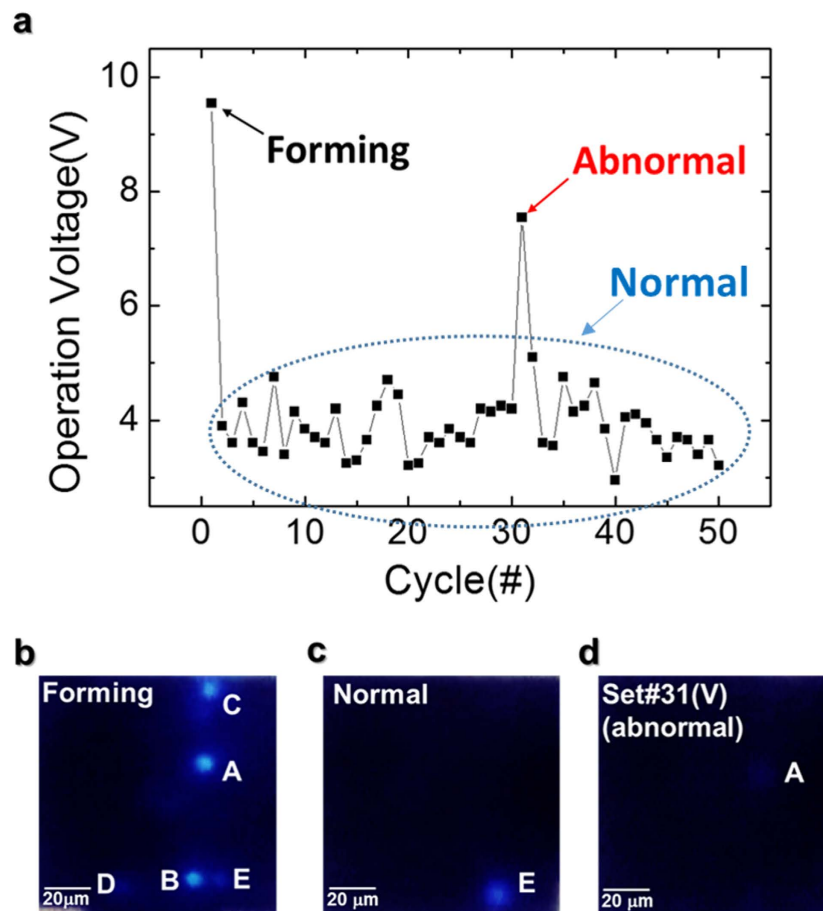 a
10
8
6
4
Operation Voltage(V)
Forming
Abnormal
Normal
0
10
20
30
40
50
Cycle(#)
b
Forming
C
A
D
B
E
20μm
c
Normal
E
20 μm
d
Set#31(V)
(abnormal)
A
20 μm